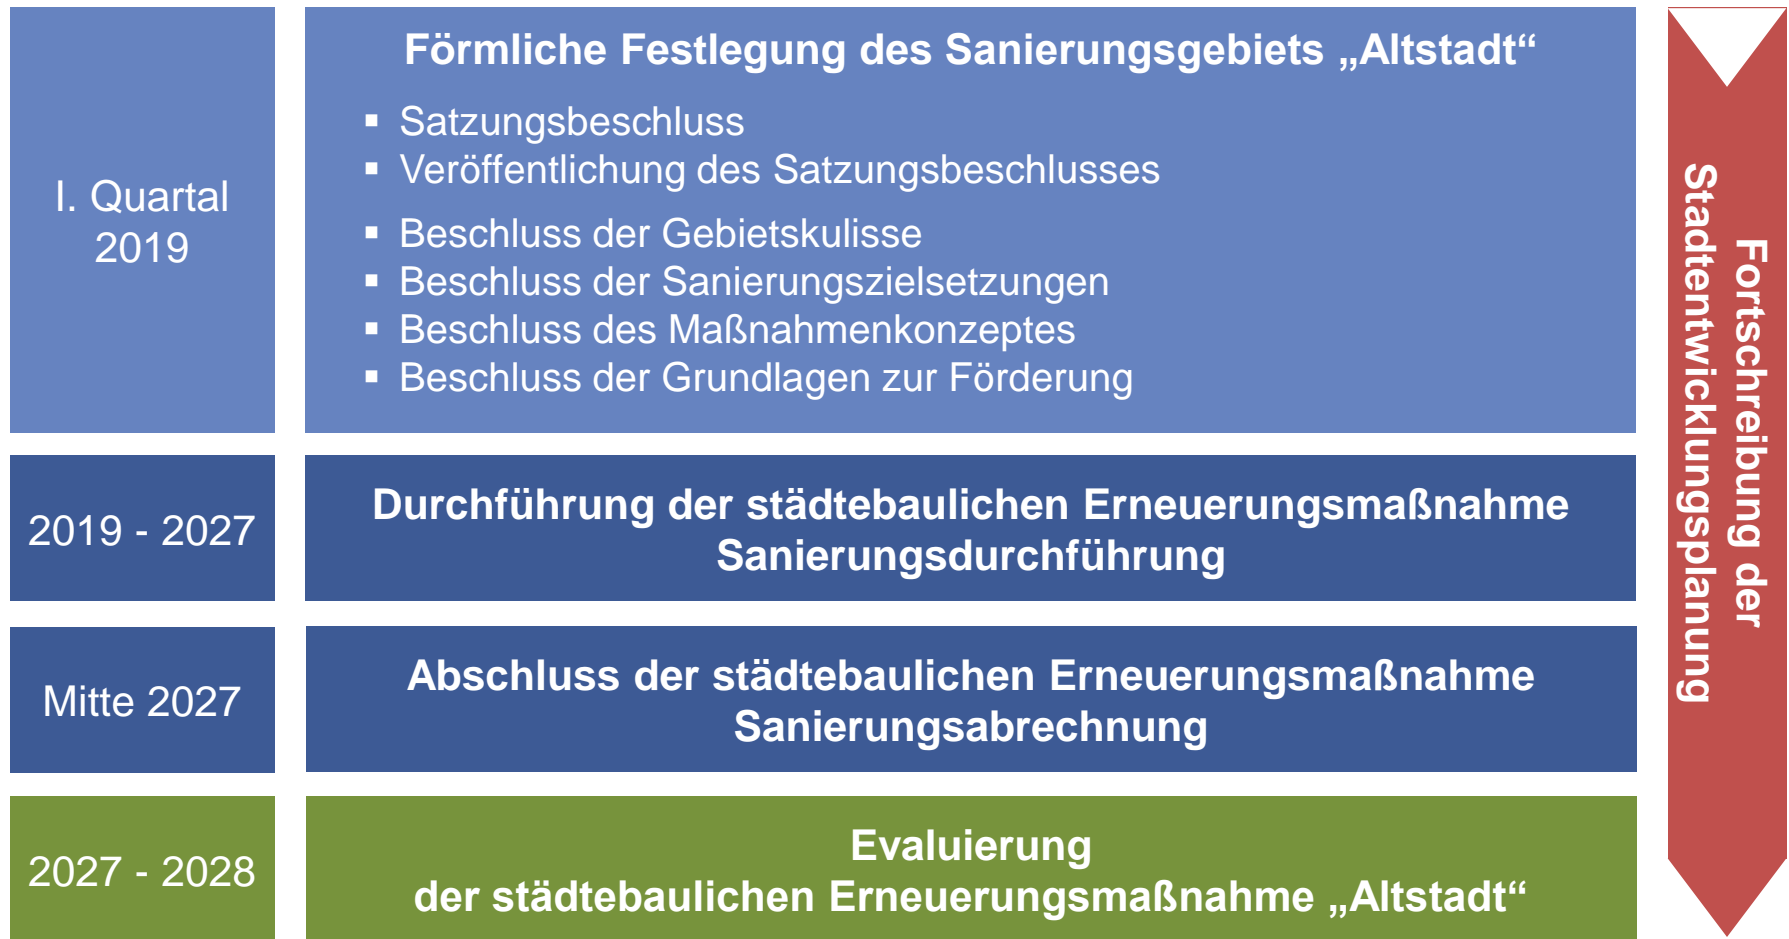 I. Quartal
2019
Förmliche Festlegung des Sanierungsgebiets „Altstadt“
▪ Satzungsbeschluss
▪ Veröffentlichung des Satzungsbeschlusses
▪ Beschluss der Gebietskulisse
▪ Beschluss der Sanierungszielsetzungen
▪ Beschluss des Maßnahmenkonzeptes
▪ Beschluss der Grundlagen zur Förderung
2019 - 2027
Durchführung der städtebaulichen Erneuerungsmaßnahme
Sanierungsdurchführung
Mitte 2027
Abschluss der städtebaulichen Erneuerungsmaßnahme
Sanierungsabrechnung
2027 - 2028
Evaluierung
der städtebaulichen Erneuerungsmaßnahme „Altstadt“
Fortschreibung der
Stadtentwicklungsplanung